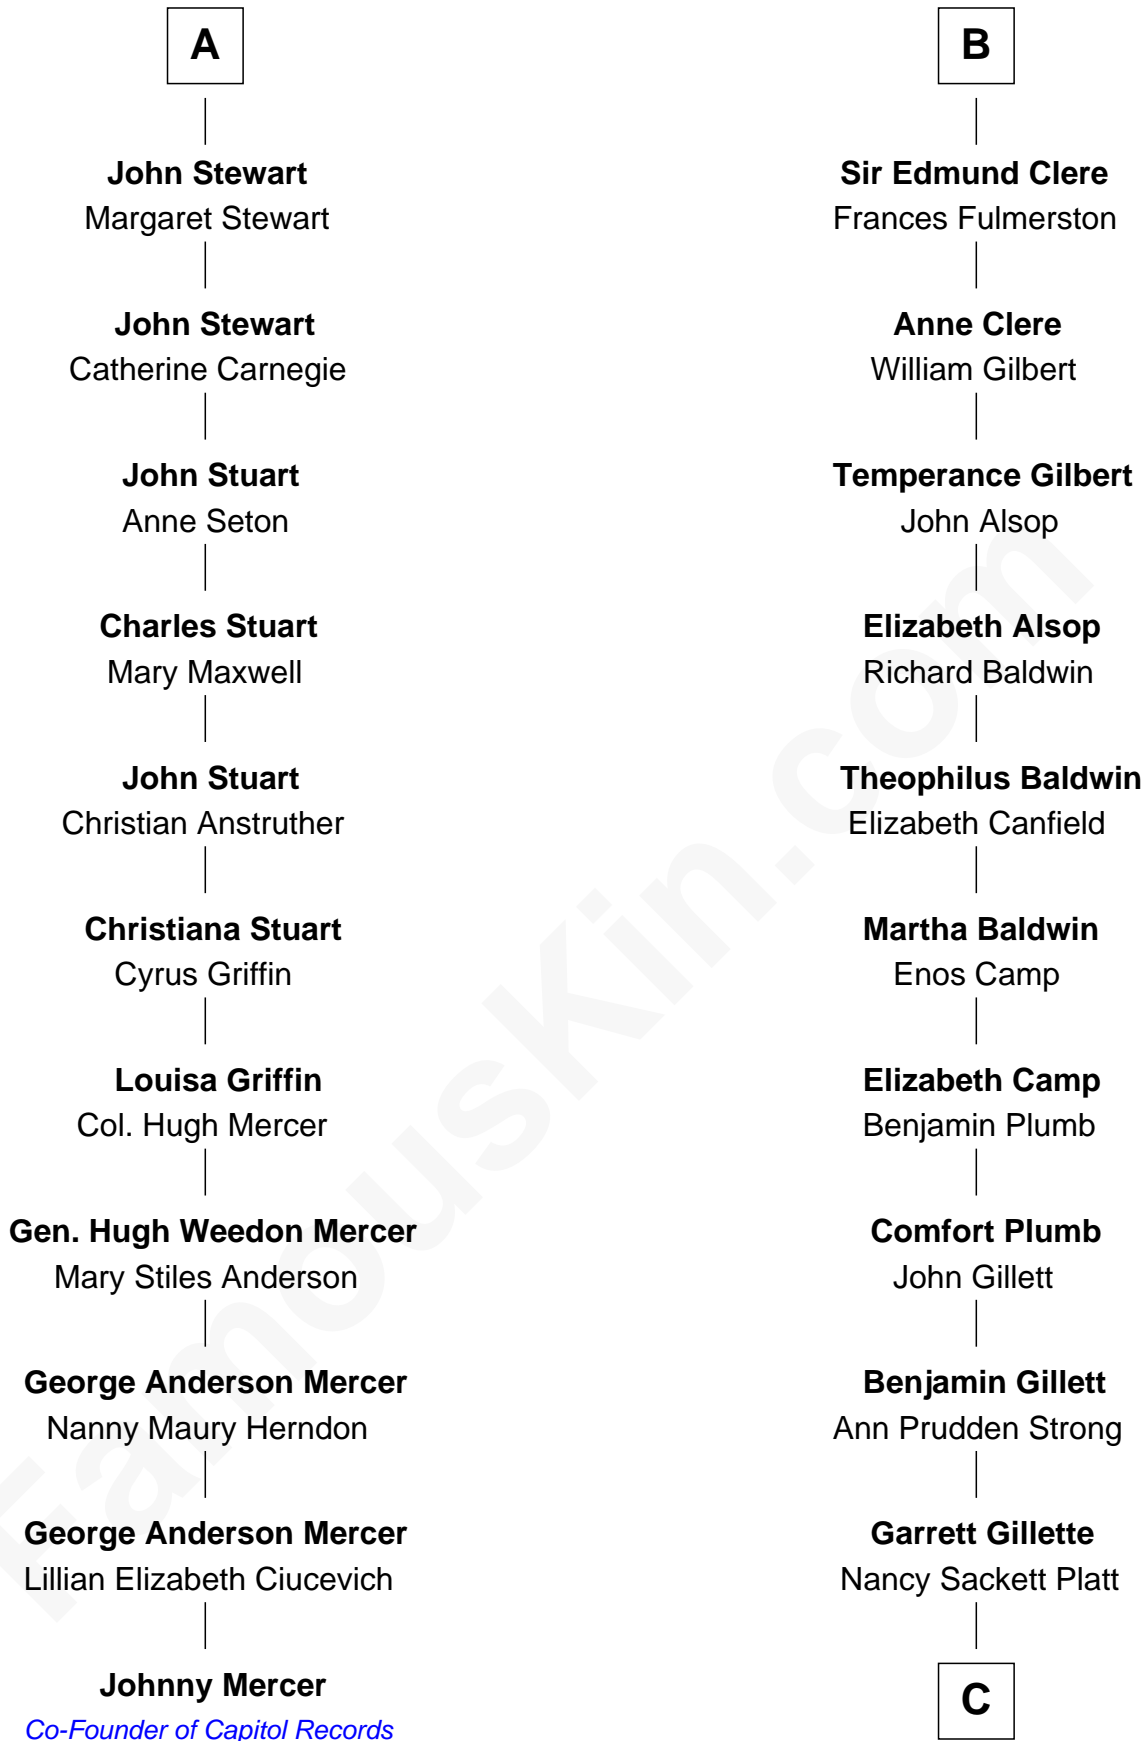 A
John Stewart
Margaret Stewart
John Stewart
Catherine Carnegie
John Stuart
Anne Seton
Charles Stuart
Mary Maxwell
John Stuart
Christian Anstruther
Christiana Stuart
Cyrus Griffin
Louisa Griffin
Col. Hugh Mercer
Gen. Hugh Weedon Mercer
Mary Stiles Anderson
George Anderson Mercer
Nanny Maury Herndon
George Anderson Mercer
Lillian Elizabeth Ciucevich
Johnny Mercer
Co-Founder of Capitol Records
B
Sir Edmund Clere
Frances Fulmerston
Anne Clere
William Gilbert
Temperance Gilbert
John Alsop
Elizabeth Alsop
Richard Baldwin
Theophilus Baldwin
Elizabeth Canfield
Martha Baldwin
Enos Camp
Elizabeth Camp
Benjamin Plumb
Comfort Plumb
John Gillett
Benjamin Gillett
Ann Prudden Strong
Garrett Gillette
Nancy Sackett Platt
C
FamousKin.com